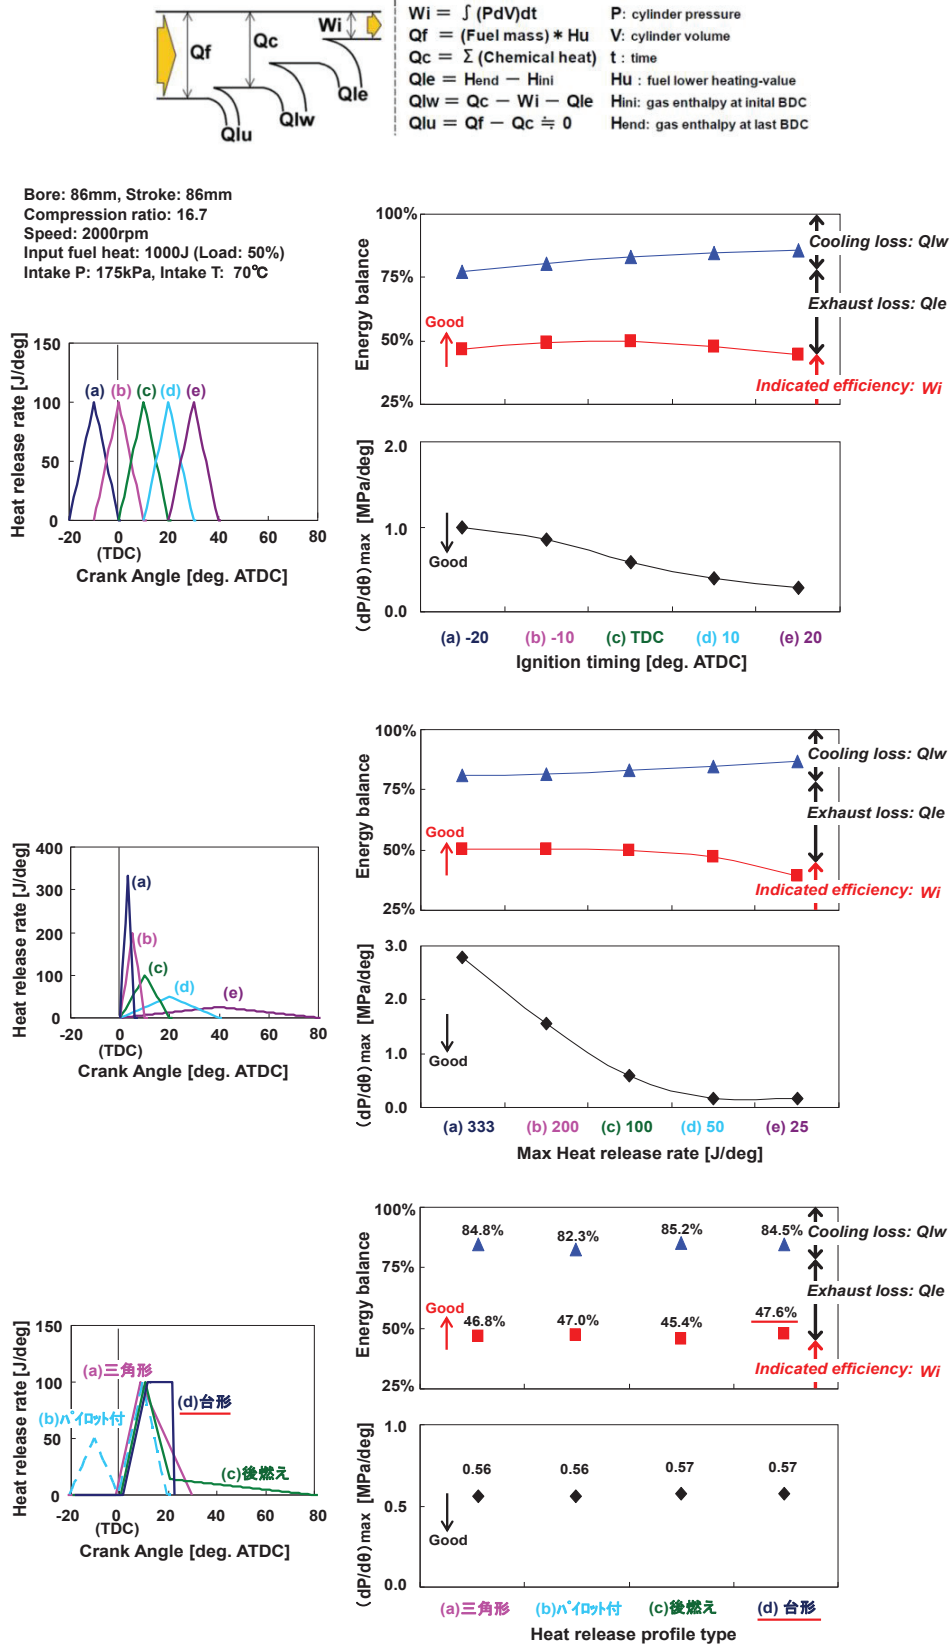 Qf
Qc
Wi
Qle
Qlw
Qlu
Wi = ∫ (PdV)dt
Qf = (Fuel mass) * Hu
Qc = Σ (Chemical heat)
Qle = Hend − Hini
Qlw = Qc − Wi − Qle
Qlu = Qf − Qc ≒ 0
P: cylinder pressure
V: cylinder volume
t : time
Hu : fuel lower heating-value
Hini: gas enthalpy at inital BDC
Hend: gas enthalpy at last BDC
Bore: 86mm, Stroke: 86mm
Compression ratio: 16.7
Speed: 2000rpm
Input fuel heat: 1000J (Load: 50%)
Intake P: 175kPa, Intake T: 70℃
Heat release rate [J/deg]
150
100
50
0
(a) (b) (c) (d) (e)
-20 0 20 40 60 80
(TDC)
Crank Angle [deg. ATDC]
Energy balance
100%
75%
50%
25%
Good
Cooling loss: Qlw
Exhaust loss: Qle
Indicated efficiency: Wi
(dP/dθ)max [MPa/deg]
2.0
1.0
0.0
Good
(a) -20 (b) -10 (c) TDC (d) 10 (e) 20
Ignition timing [deg. ATDC]
Heat release rate [J/deg]
400
300
200
100
0
(a)
(b)
(c)
(d)
(e)
-20 0 20 40 60 80
(TDC)
Crank Angle [deg. ATDC]
Energy balance
100%
75%
50%
25%
Good
Cooling loss: Qlw
Exhaust loss: Qle
Indicated efficiency: Wi
(dP/dθ)max [MPa/deg]
3.0
2.0
1.0
0.0
Good
(a) 333 (b) 200 (c) 100 (d) 50 (e) 25
Max Heat release rate [J/deg]
Heat release rate [J/deg]
150
100
50
0
(a)三角形
(b)ﾊﾟｲﾛｯﾄ付
(d)台形
(c)後燃え
-20 0 20 40 60 80
(TDC)
Crank Angle [deg. ATDC]
Energy balance
100%
75%
50%
25%
84.8% 82.3% 85.2% 84.5%
46.8% 47.0% 45.4% 47.6%
Good
Cooling loss: Qlw
Exhaust loss: Qle
Indicated efficiency: Wi
(dP/dθ)max [MPa/deg]
1.0
0.5
0.0
0.56 0.56 0.57 0.57
Good
(a)三角形 (b)ﾊﾟｲﾛｯﾄ付 (c)後燃え (d) 台形
Heat release profile type